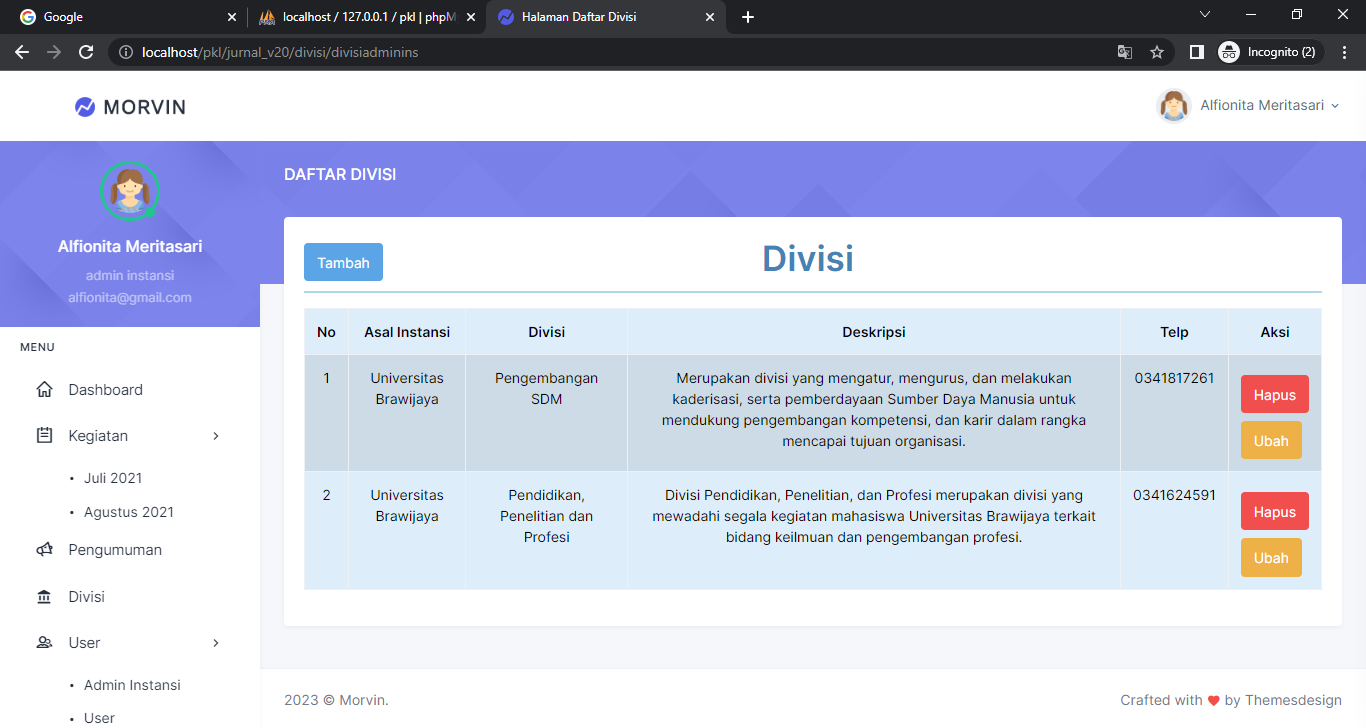 Google
localhost / 127.0.0.1 / pkl | phpM
Halaman Daftar Divisi
localhost/pkl/jurnal_v20/divisi/divisiadminins
Incognito (2)
MORVIN
Alfionita Meritasari
Alfionita Meritasari
admin instansi
alfionita@gmail.com
MENU
Dashboard
Kegiatan
• Juli 2021
• Agustus 2021
Pengumuman
Divisi
User
• Admin Instansi
• User
DAFTAR DIVISI
Tambah
Divisi
No Asal Instansi Divisi Deskripsi Telp Aksi
1 Universitas Pengembangan Merupakan divisi yang mengatur, mengurus, dan melakukan 0341817261
Brawijaya SDM kaderisasi, serta pemberdayaan Sumber Daya Manusia untuk Hapus
mendukung pengembangan kompetensi, dan karir dalam rangka
mencapai tujuan organisasi. Ubah
2 Universitas Pendidikan, Divisi Pendidikan, Penelitian, dan Profesi merupakan divisi yang 0341624591
Brawijaya Penelitian dan mewadahi segala kegiatan mahasiswa Universitas Brawijaya terkait Hapus
Profesi bidang keilmuan dan pengembangan profesi.
Ubah
2023 © Morvin.
Crafted with ❤ by Themesdesign